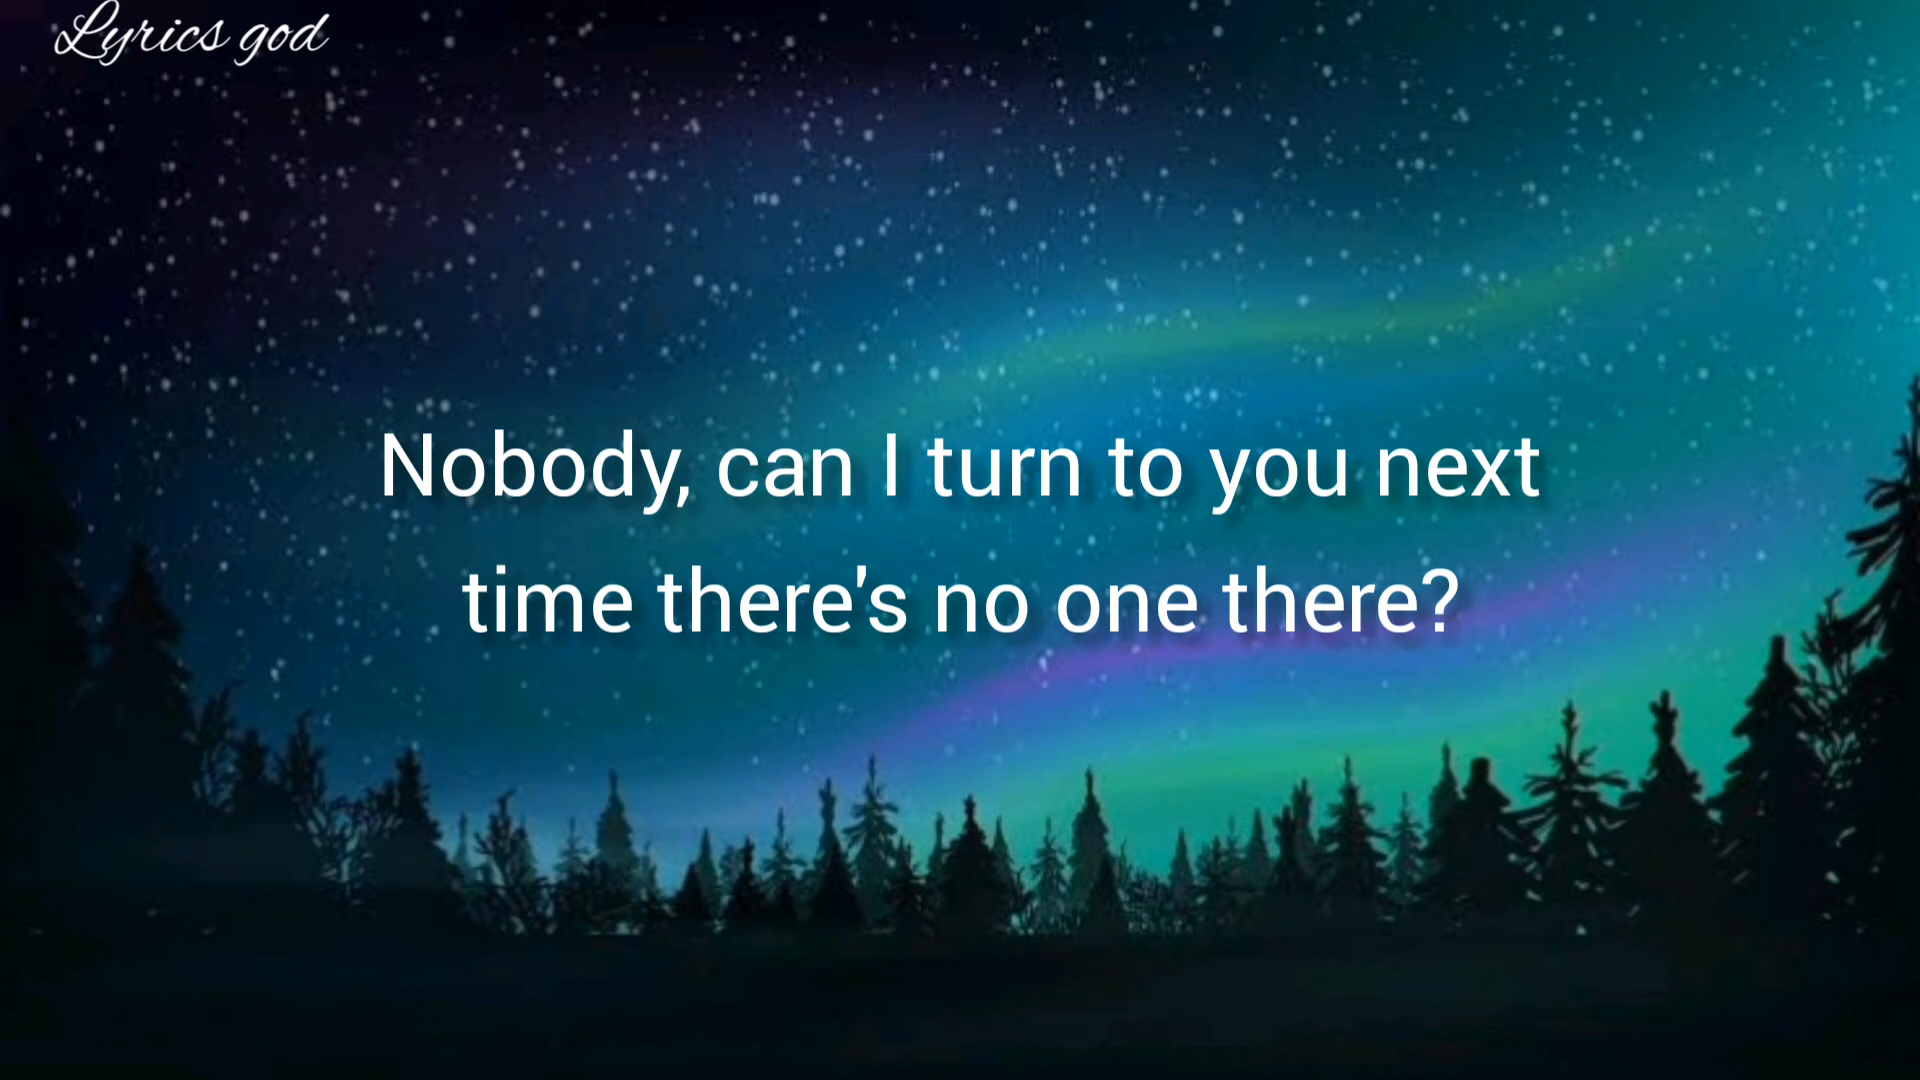 Lyrics god
Nobody, can I turn to you next
time there's no one there?